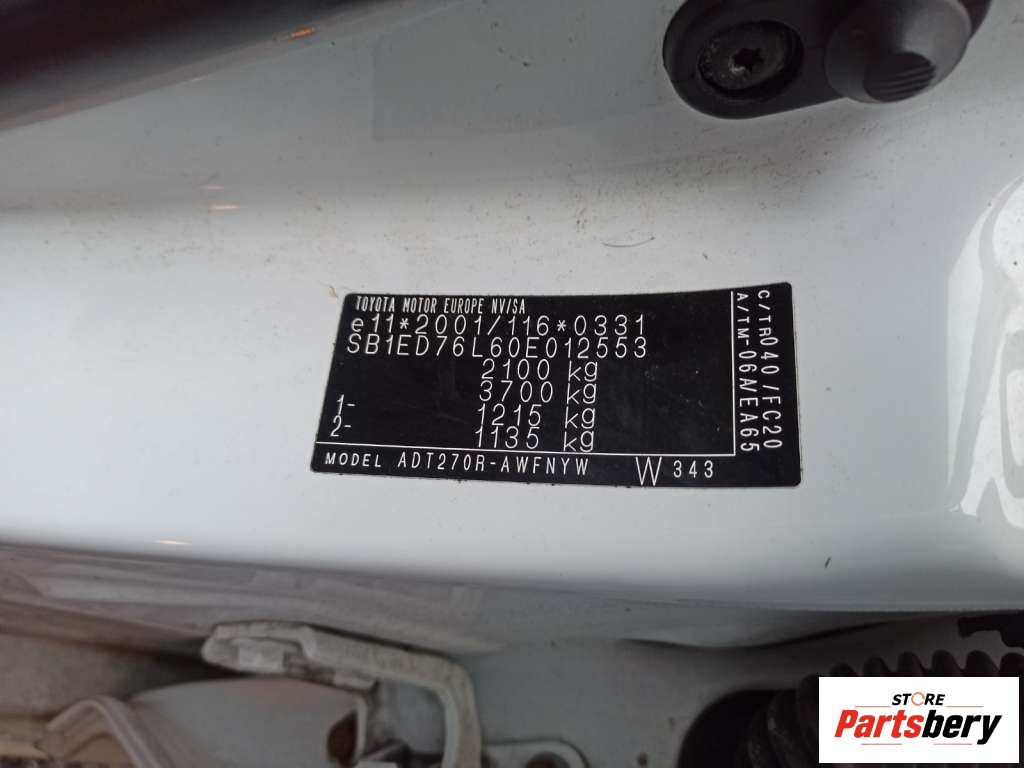 TOYOTA MOTOR EUROPE NV/SA
e11*2001/116*0331
SB1ED76L60E012553
2100 kg
3700 kg
1- 1215 kg
2- 1135 kg
MODEL ADT270R-AWFNYW W 343
C/TR040/FC20
A/TM-06A/EA65
STORE
Partsbery